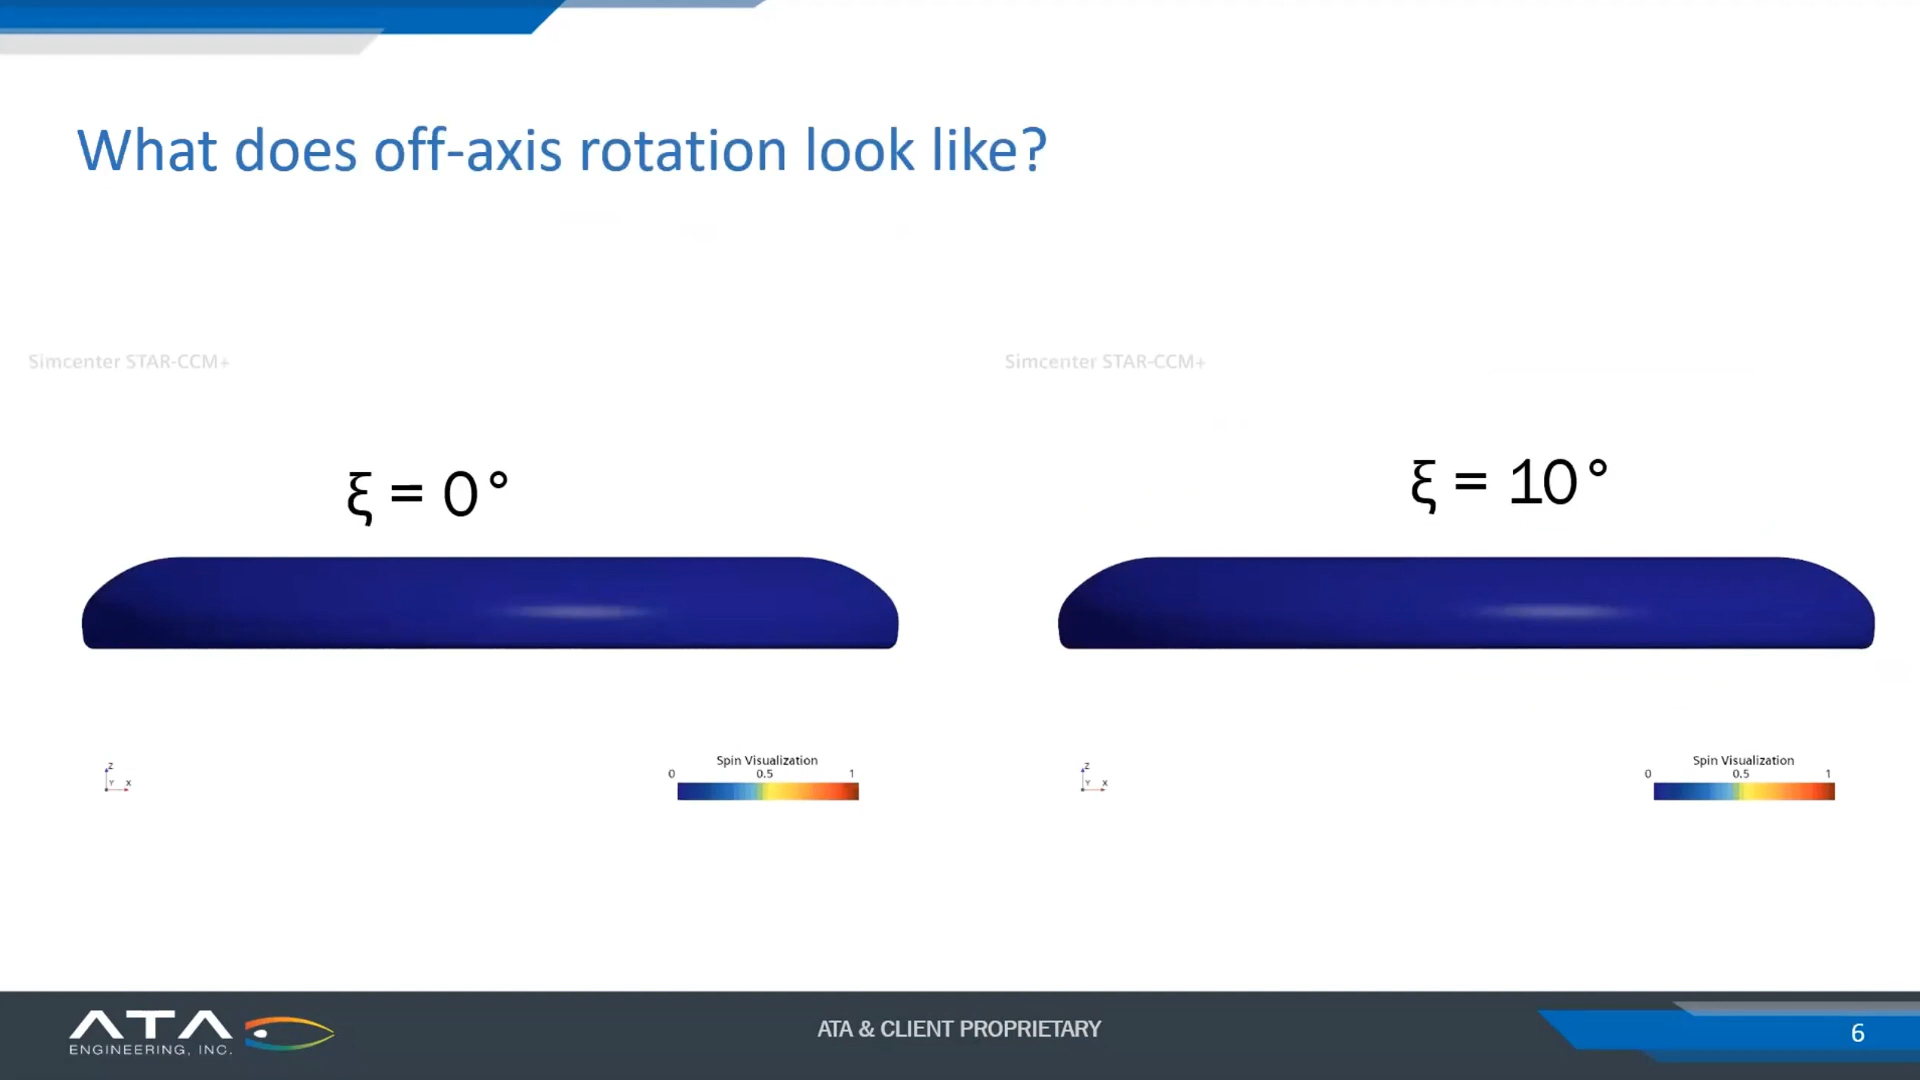 What does off-axis rotation look like?
Simcenter STAR-CCM+
Simcenter STAR-CCM+
ξ = 0°
ξ = 10°
Z
Y X
Spin Visualization
0 0.5 1
Z
Y X
Spin Visualization
0 0.5 1
ATA
ENGINEERING, INC.
ATA & CLIENT PROPRIETARY
6